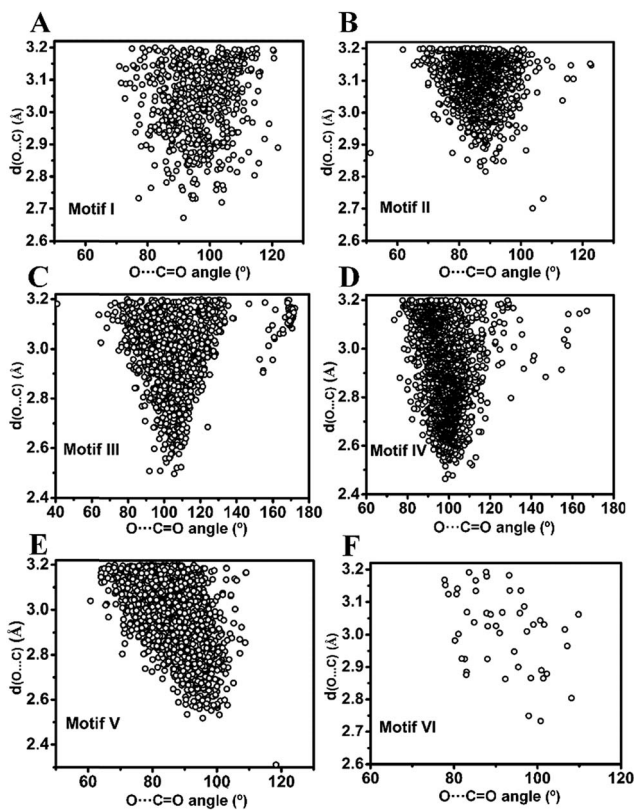 A
3.2
3.1
3.0
2.9
2.8
2.7
2.6
d(O...C) (Å)
Motif I
60 80 100 120
O···C=O angle (º)
B
3.2
3.1
3.0
2.9
2.8
2.7
2.6
d(O...C) (Å)
Motif II
60 80 100 120
O···C=O angle (º)
C
3.2
3.0
2.8
2.6
2.4
d(O...C) (Å)
Motif III
40 60 80 100 120 140 160 180
O···C=O angle (º)
D
3.2
3.0
2.8
2.6
2.4
d(O...C) (Å)
Motif IV
60 80 100 120 140 160 180
O···C=O angle (º)
E
3.2
3.0
2.8
2.6
2.4
d(O...C) (Å)
Motif V
60 80 100 120
O···C=O angle (º)
F
3.2
3.1
3.0
2.9
2.8
2.7
2.6
d(O...C) (Å)
Motif VI
60 80 100 120
O···C=O angle (º)